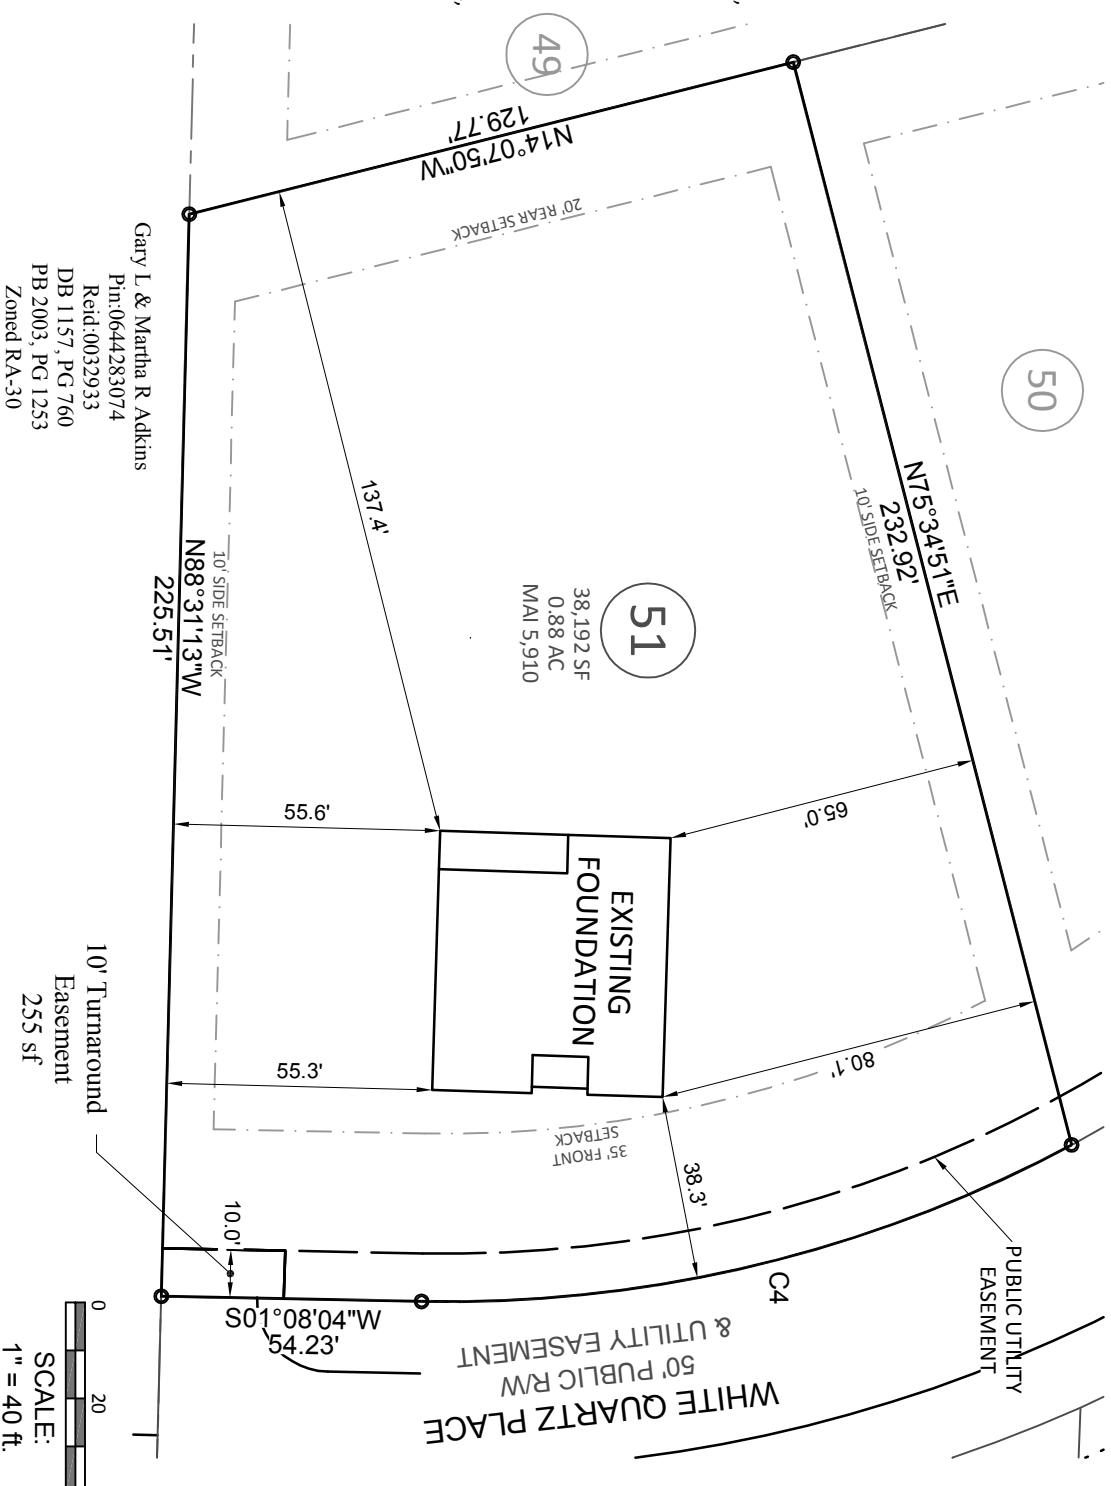 49
50
N14°07'50"W
129.77'
20' REAR SETBACK
N75°34'51"E
232.92'
10' SIDE SETBACK
51
38,192 SF
0.88 AC
MAI 5,910
137.4'
Gary L & Martha R Adkins
Pin:0644283074
Reid:0032933
DB 1157, PG 760
PB 2003, PG 1253
Zoned RA-30
10' SIDE SETBACK
N88°31'13"W
225.51'
55.6'
65.0'
EXISTING
FOUNDATION
55.3'
80.1'
35' FRONT
SETBACK
38.3'
10' Turnaround
Easement
255 sf
10.0'
S01°08'04"W
54.23'
C4
PUBLIC UTILITY
EASEMENT
WHITE QUARTZ PLACE
50' PUBLIC R/W
& UTILITY EASEMENT
0
20
SCALE:
1" = 40 ft.